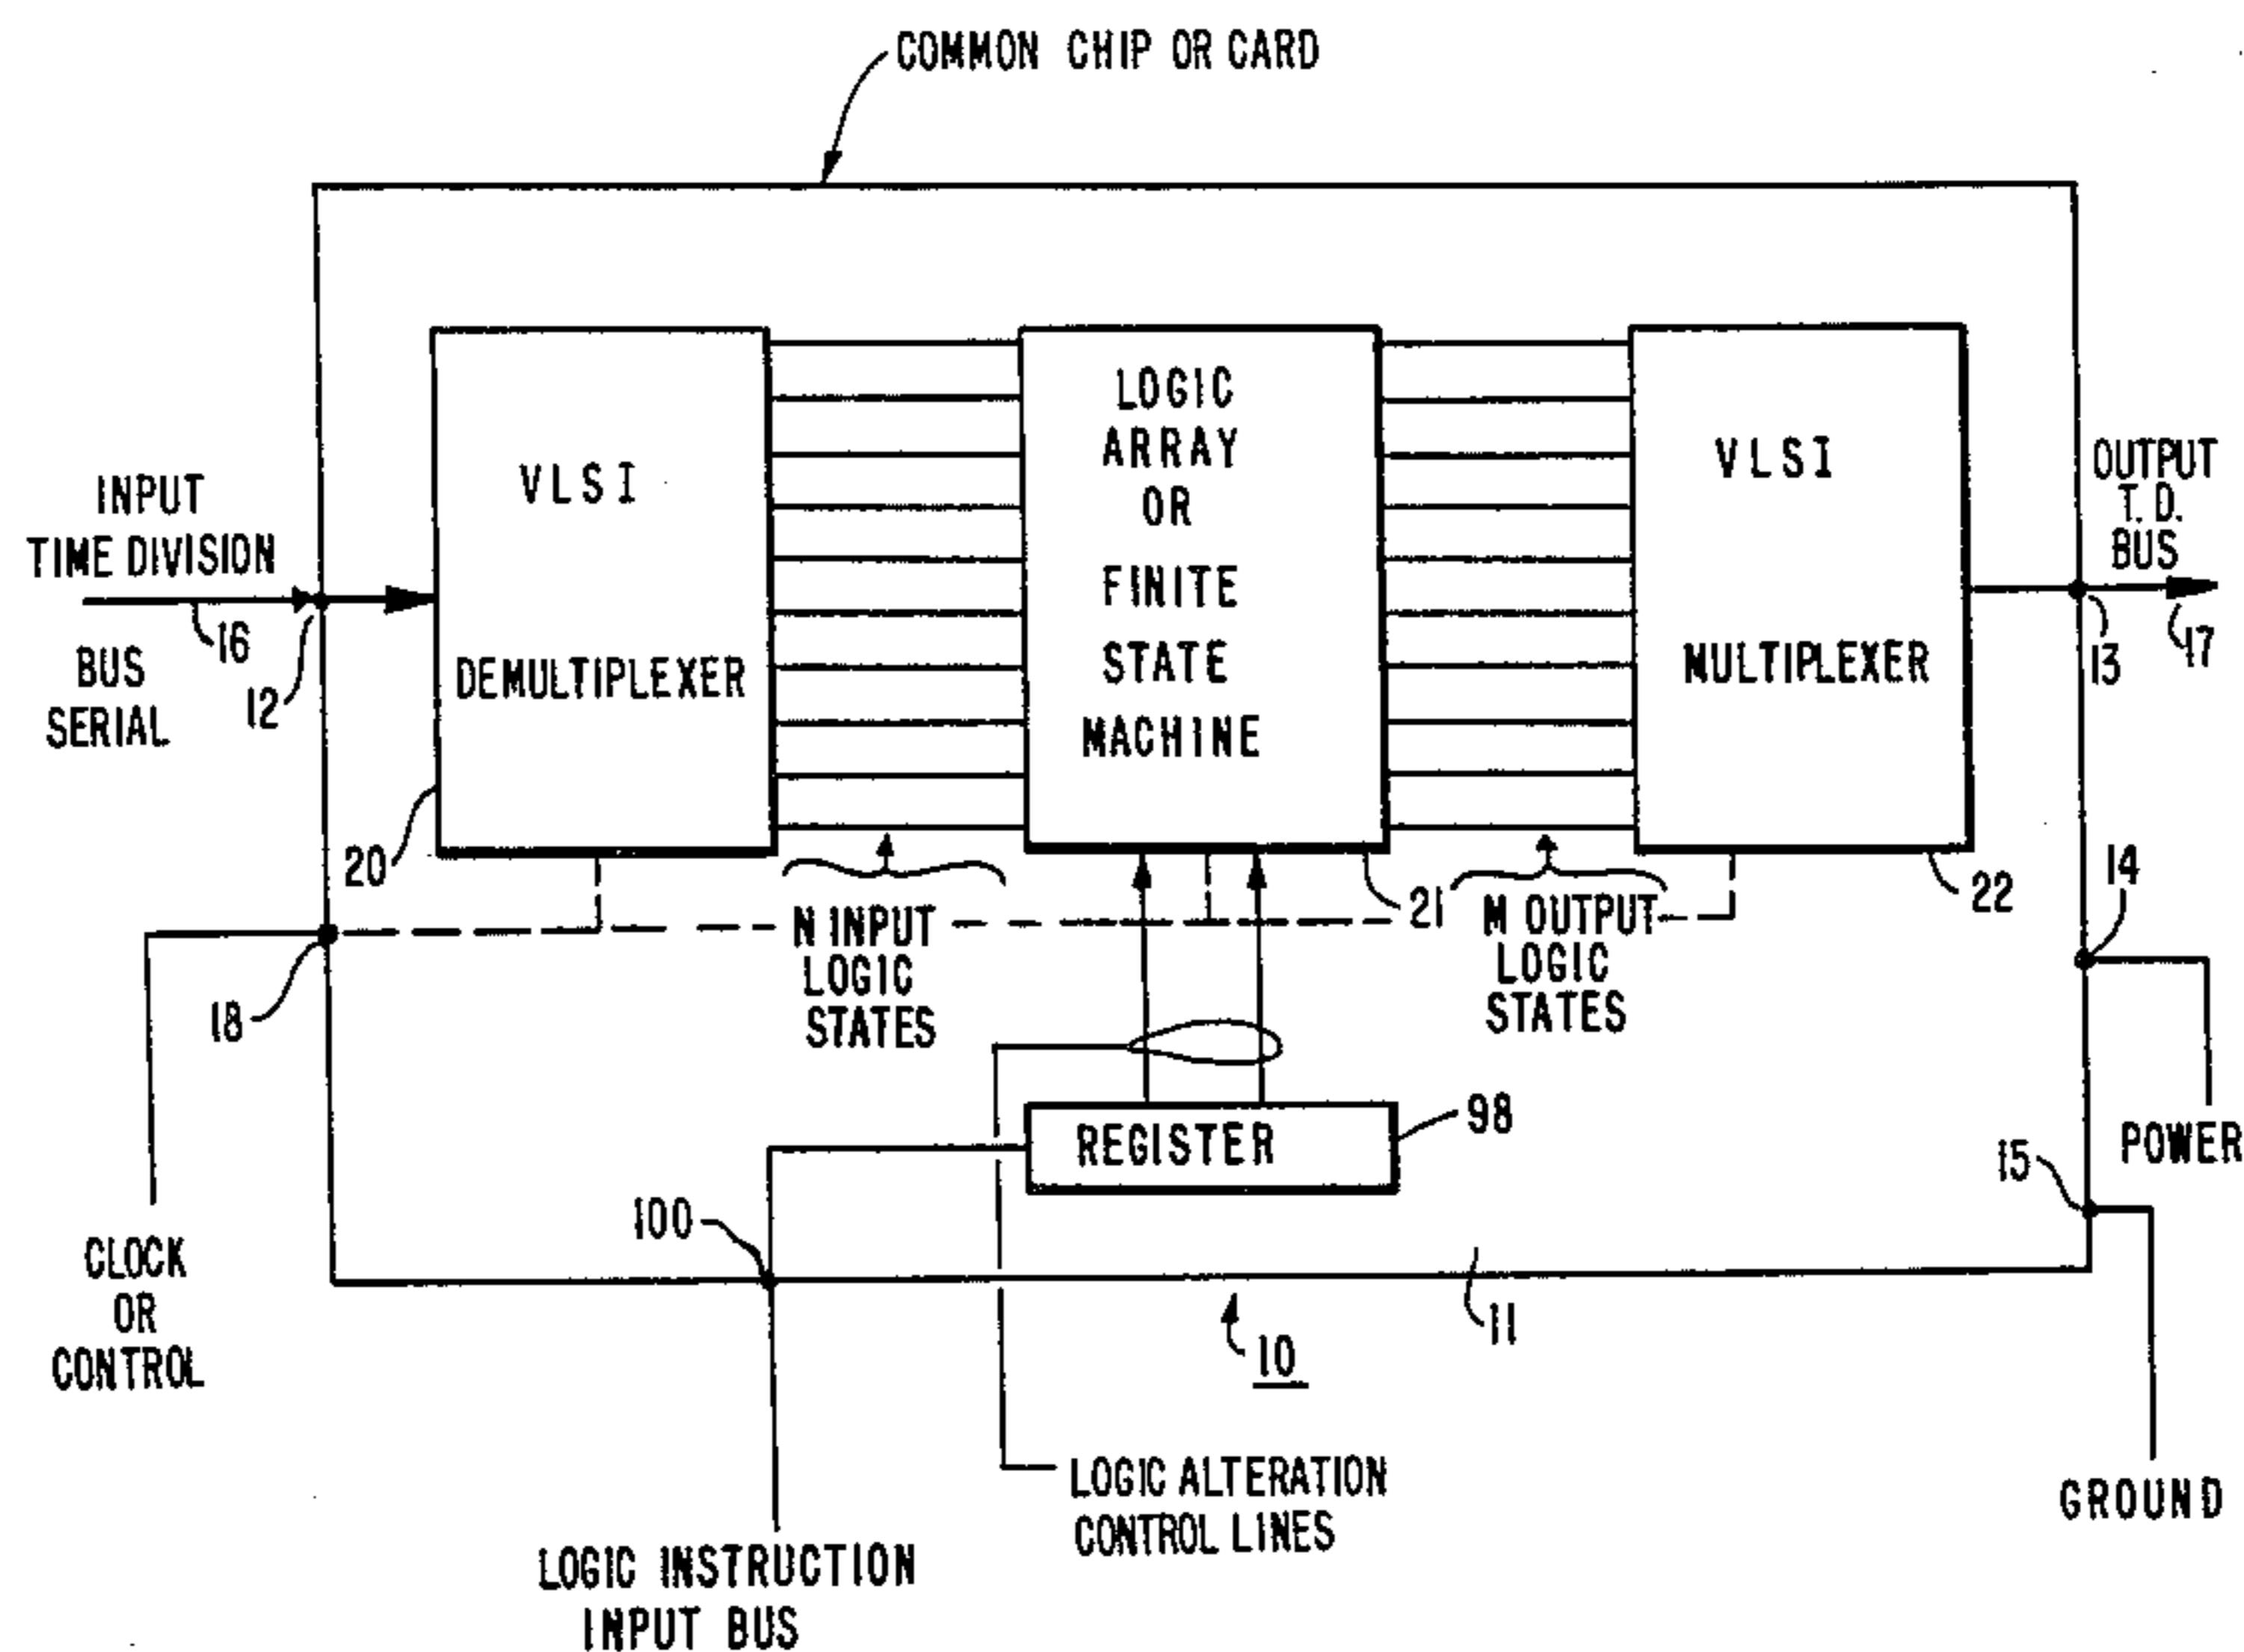 COMMON CHIP OR CARD
INPUT
TIME DIVISION
BUS
SERIAL
16
12
VLSI
DEMULTIPLEXER
20
LOGIC
ARRAY
OR
FINITE
STATE
MACHINE
21
VLSI
MULTIPLEXER
22
OUTPUT
T. D.
BUS
13
17
14
18
N INPUT
LOGIC
STATES
M OUTPUT
LOGIC
STATES
REGISTER
98
POWER
15
100
CLOCK
OR
CONTROL
11
10
LOGIC ALTERATION
CONTROL LINES
GROUND
LOGIC INSTRUCTION
INPUT BUS